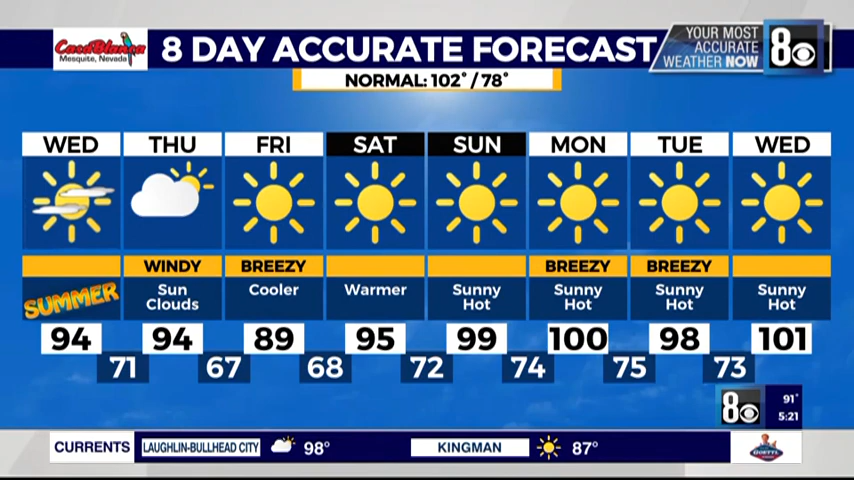 CasaBlanca
Mesquite, Nevada
8 DAY ACCURATE FORECAST
YOUR MOST
ACCURATE
WEATHER NOW
8
NORMAL: 102° / 78°
WED THU FRI SAT SUN MON TUE WED
WINDY BREEZY BREEZY BREEZY
SUMMER
Sun
Clouds
Cooler
Warmer
Sunny
Hot
Sunny
Hot
Sunny
Hot
Sunny
Hot
94 94 89 95 99 100 98 101
71 67 68 72 74 75 73
8
91°
5:21
CURRENTS LAUGHLIN-BULLHEAD CITY 98° KINGMAN 87°
GOETTL